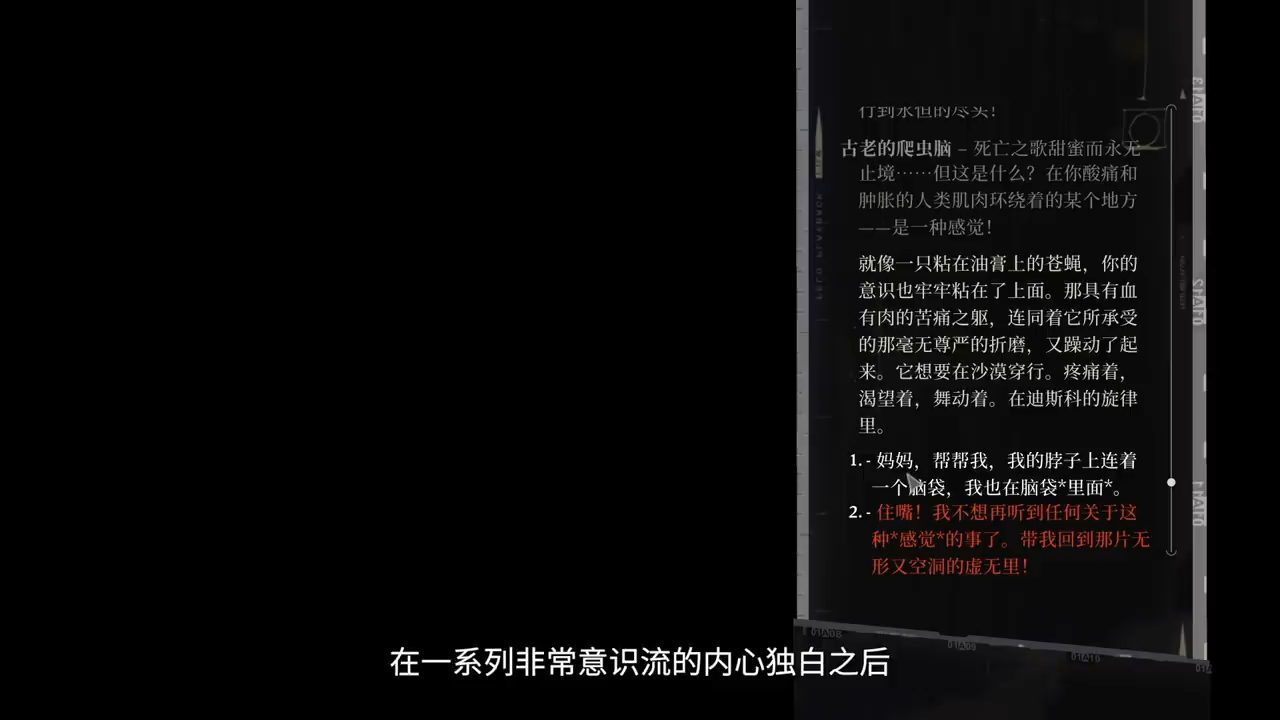 行到永恒的尽头！
古老的爬虫脑 – 死亡之歌甜蜜而永无
止境……但这是什么？在你酸痛和
肿胀的人类肌肉环绕着的某个地方
——是一种感觉！
就像一只粘在油膏上的苍蝇，你的
意识也牢牢粘在了上面。那具有血
有肉的苦痛之躯，连同着它所承受
的那毫无尊严的折磨，又躁动了起
来。它想要在沙漠穿行。疼痛着，
渴望着，舞动着。在迪斯科的旋律
里。
1. - 妈妈，帮帮我，我的脖子上连着
一个脑袋，我也在脑袋*里面*。
2. - 住嘴！我不想再听到任何关于这
种*感觉*的事了。带我回到那片无
形又空洞的虚无里！
在一系列非常意识流的内心独白之后